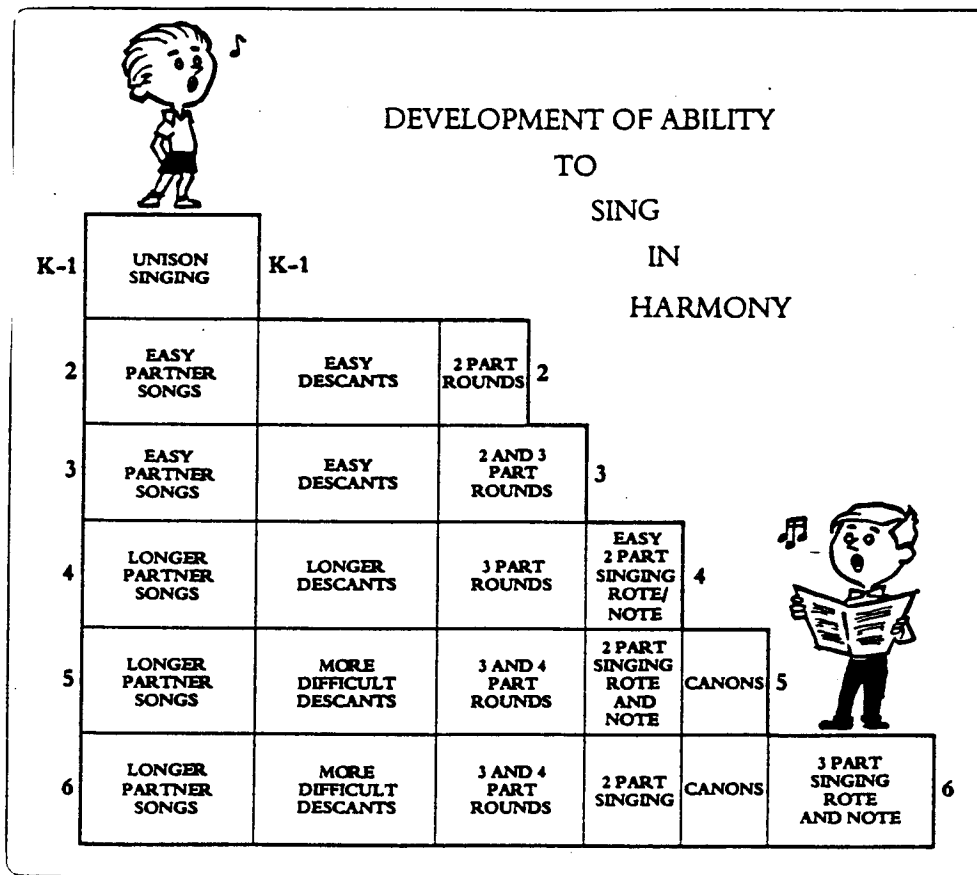 DEVELOPMENT OF ABILITY
TO
SING
IN
HARMONY
K-1
UNISON
SINGING
K-1
2
EASY
PARTNER
SONGS
EASY
DESCANTS
2 PART
ROUNDS
2
3
EASY
PARTNER
SONGS
EASY
DESCANTS
2 AND 3
PART
ROUNDS
3
4
LONGER
PARTNER
SONGS
LONGER
DESCANTS
3 PART
ROUNDS
EASY
2 PART
SINGING
ROTE/
NOTE
4
5
LONGER
PARTNER
SONGS
MORE
DIFFICULT
DESCANTS
3 AND 4
PART
ROUNDS
2 PART
SINGING
ROTE
AND
NOTE
CANONS
5
6
LONGER
PARTNER
SONGS
MORE
DIFFICULT
DESCANTS
3 AND 4
PART
ROUNDS
2 PART
SINGING
CANONS
3 PART
SINGING
ROTE
AND NOTE
6